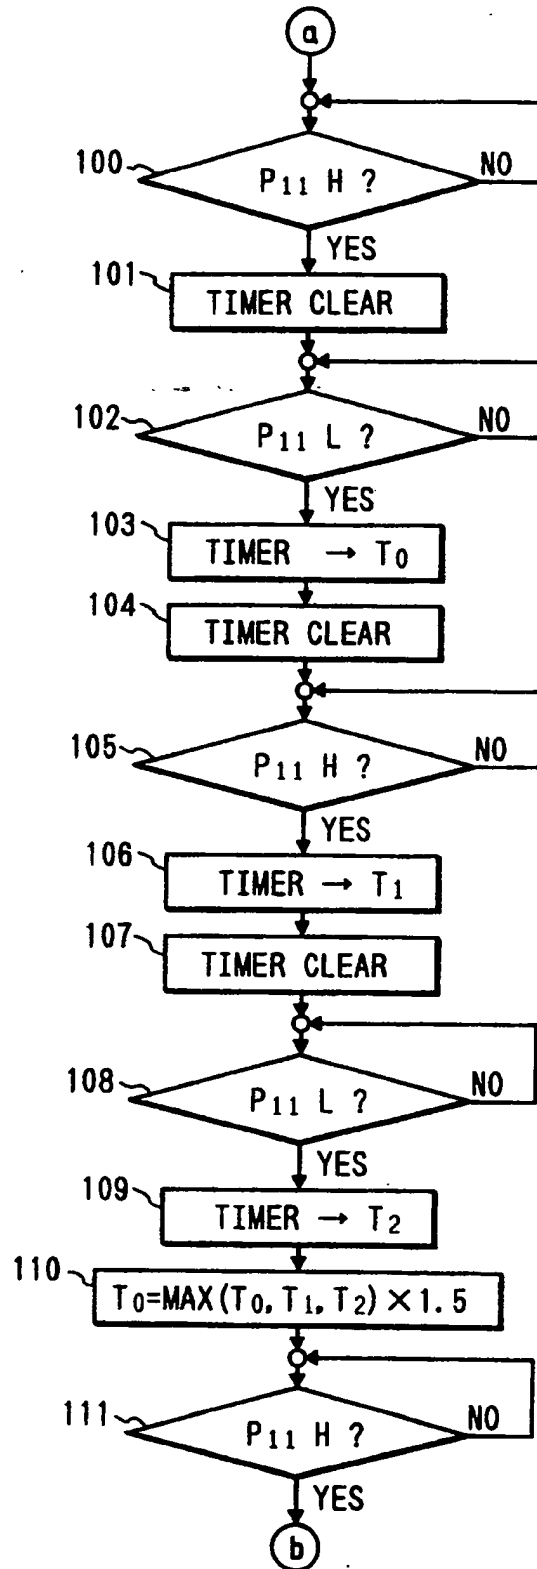 a
100
P11 H ?
NO
YES
101
TIMER CLEAR
102
P11 L ?
NO
YES
103
TIMER → T0
104
TIMER CLEAR
105
P11 H ?
NO
YES
106
TIMER → T1
107
TIMER CLEAR
108
P11 L ?
NO
YES
109
TIMER → T2
110
T0=MAX(T0,T1,T2)×1.5
111
P11 H ?
NO
YES
b